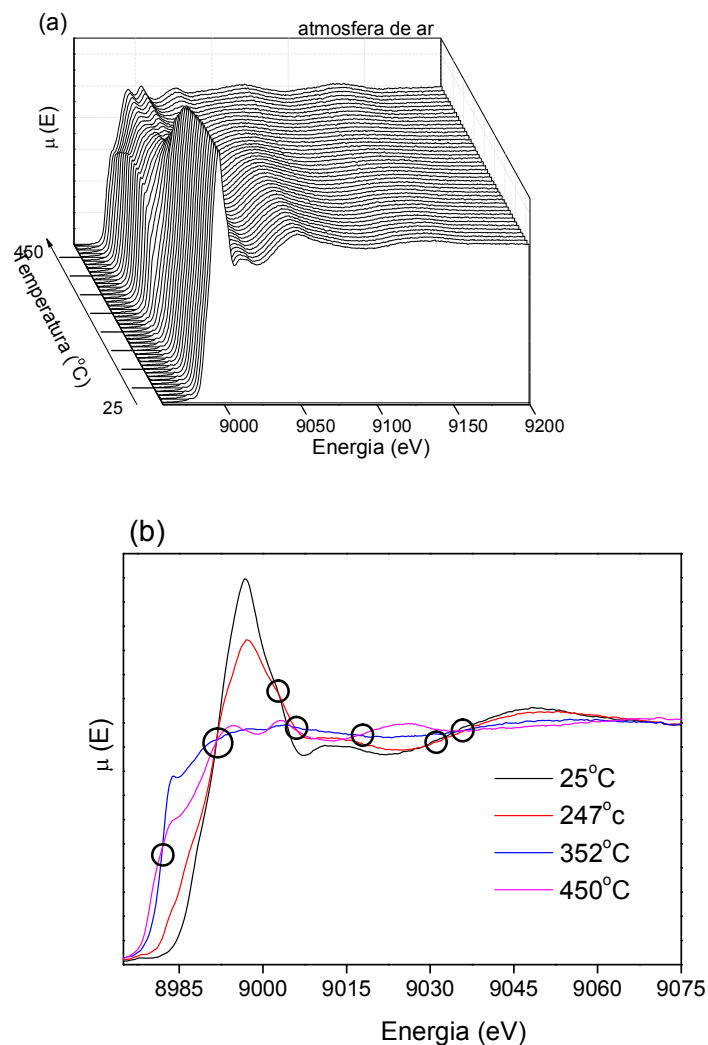 (a)
atmosfera de ar
μ (E)
450
Temperatura (°C)
25
9000 9050 9100 9150 9200
Energia (eV)
(b)
μ (E)
25°C
247°c
352°C
450°C
8985 9000 9015 9030 9045 9060 9075
Energia (eV)